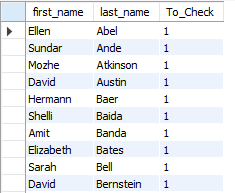 first_name last_name To_Check
Ellen Abel 1
Sundar Ande 1
Mozhe Atkinson 1
David Austin 1
Hermann Baer 1
Shelli Baida 1
Amit Banda 1
Elizabeth Bates 1
Sarah Bell 1
David Bernstein 1